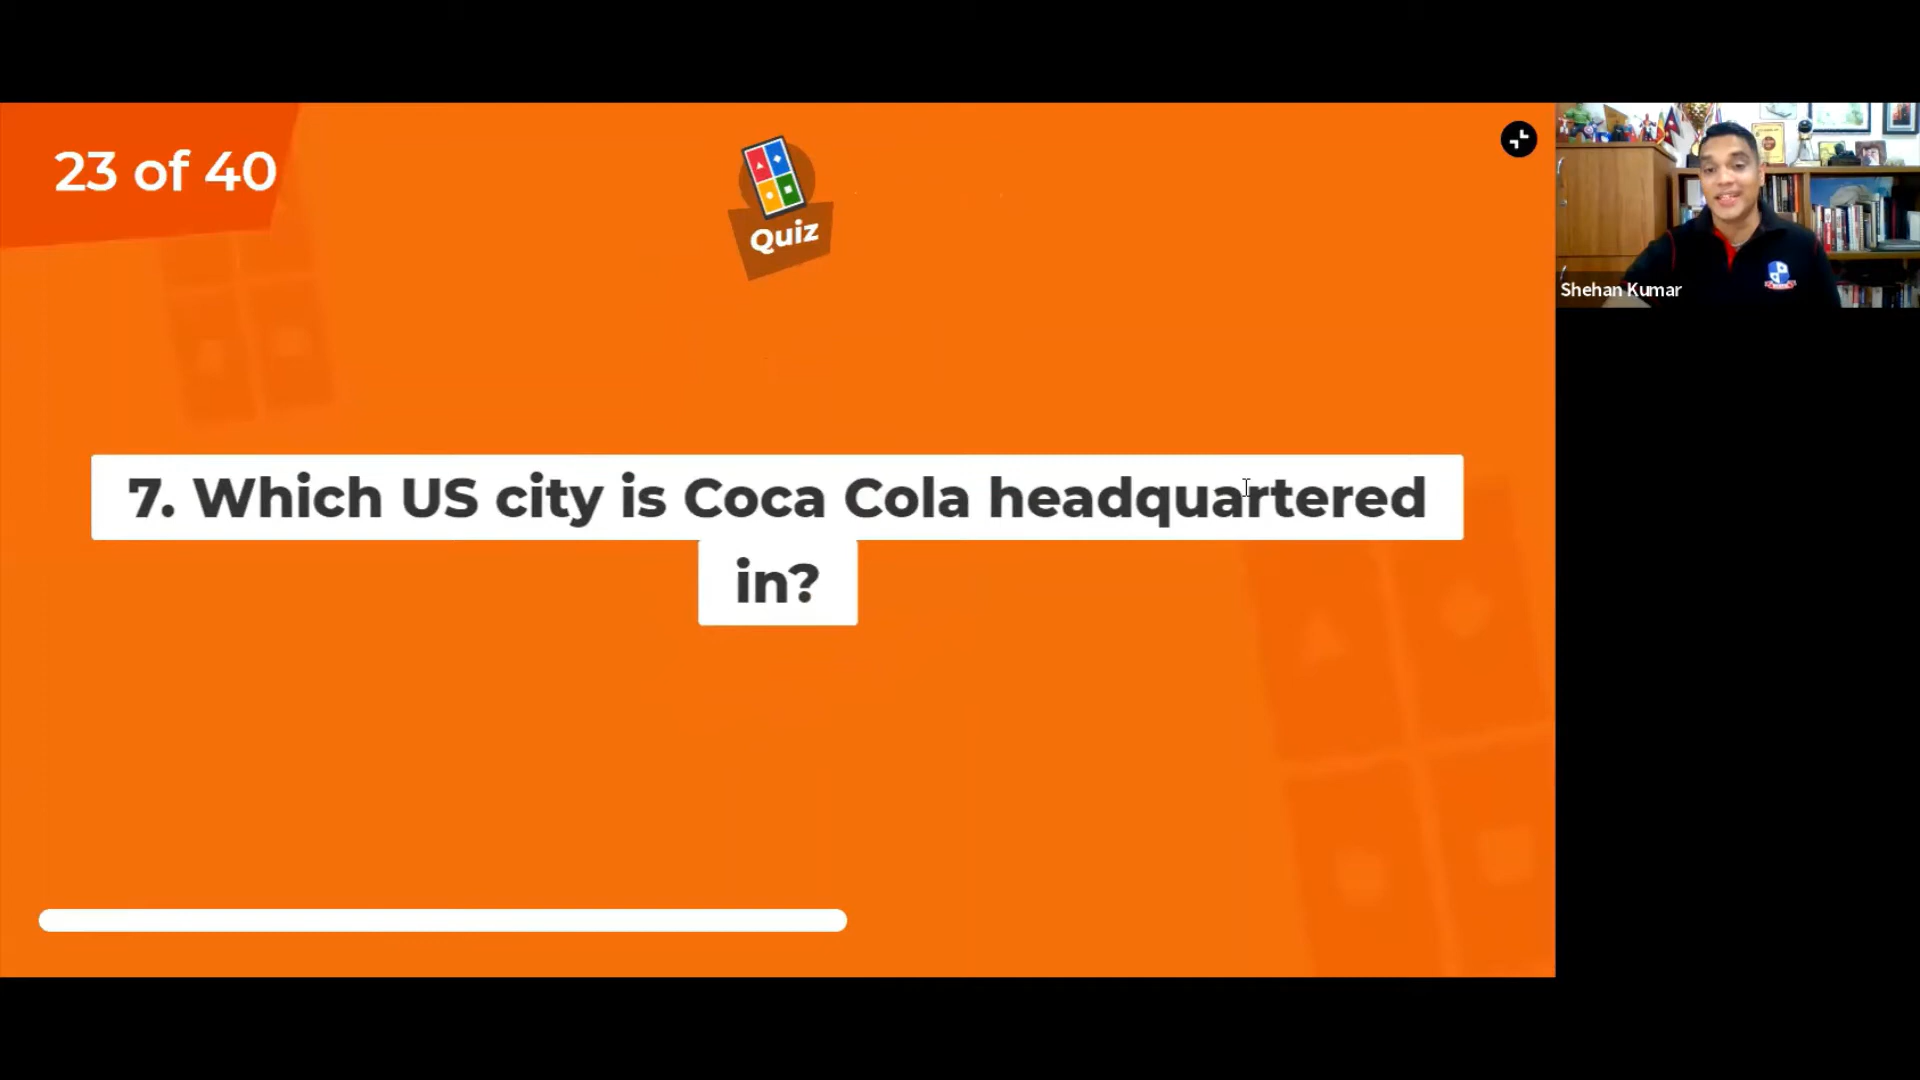 23 of 40
Quiz
7. Which US city is Coca Cola headquartered
in?
Shehan Kumar